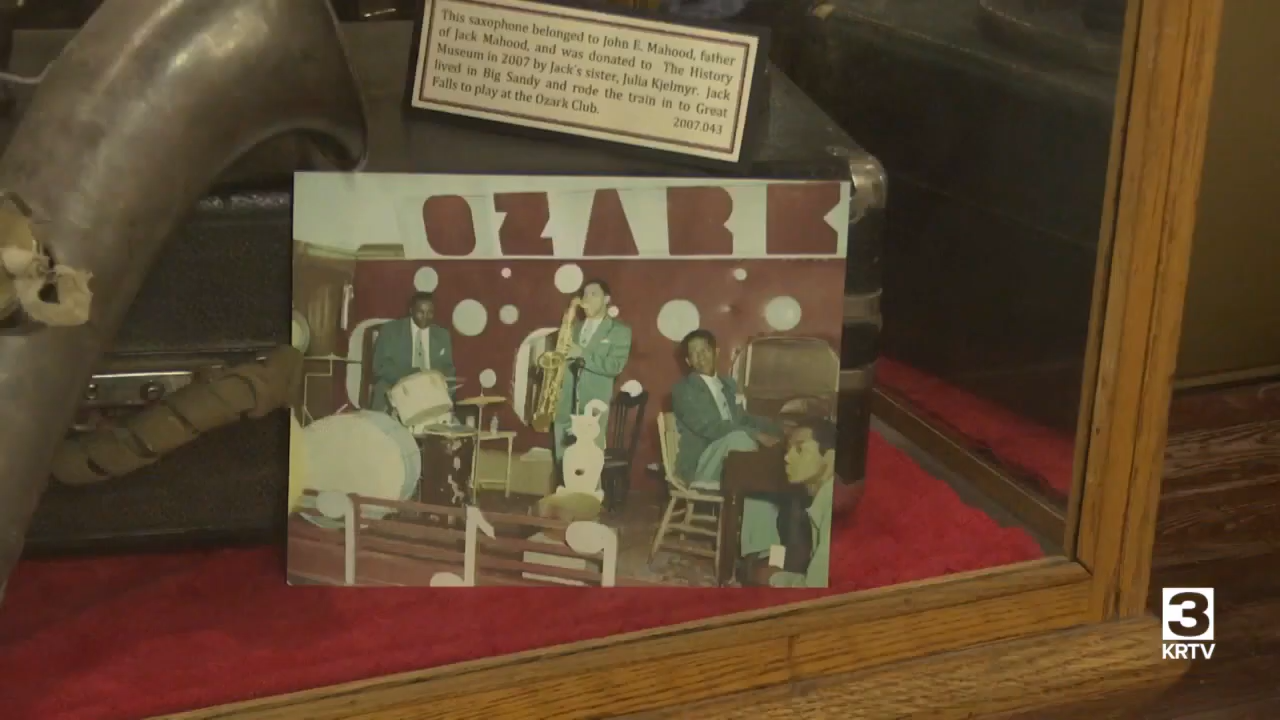 This saxophone belonged to John E. Mahood, father
of Jack Mahood, and was donated to The History
Museum in 2007 by Jack's sister, Julia Kjelmyr. Jack
lived in Big Sandy and rode the train in to Great
Falls to play at the Ozark Club.
2007.043
OZARK
3
KRTV